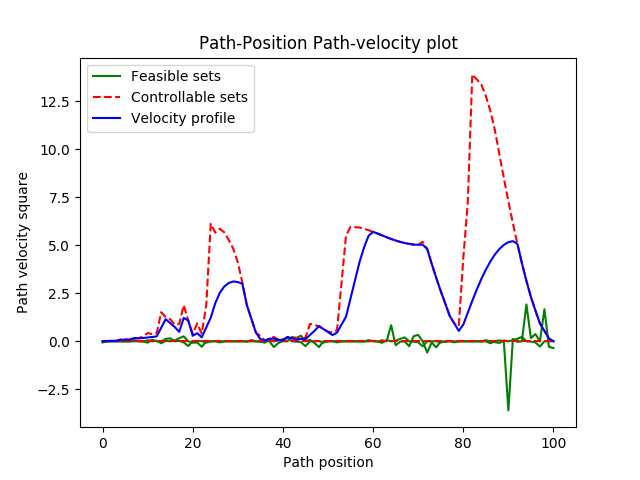 Path-Position Path-velocity plot
Feasible sets
Controllable sets
Velocity profile
12.5
10.0
7.5
5.0
2.5
0.0
−2.5
Path velocity square
0 20 40 60 80 100
Path position